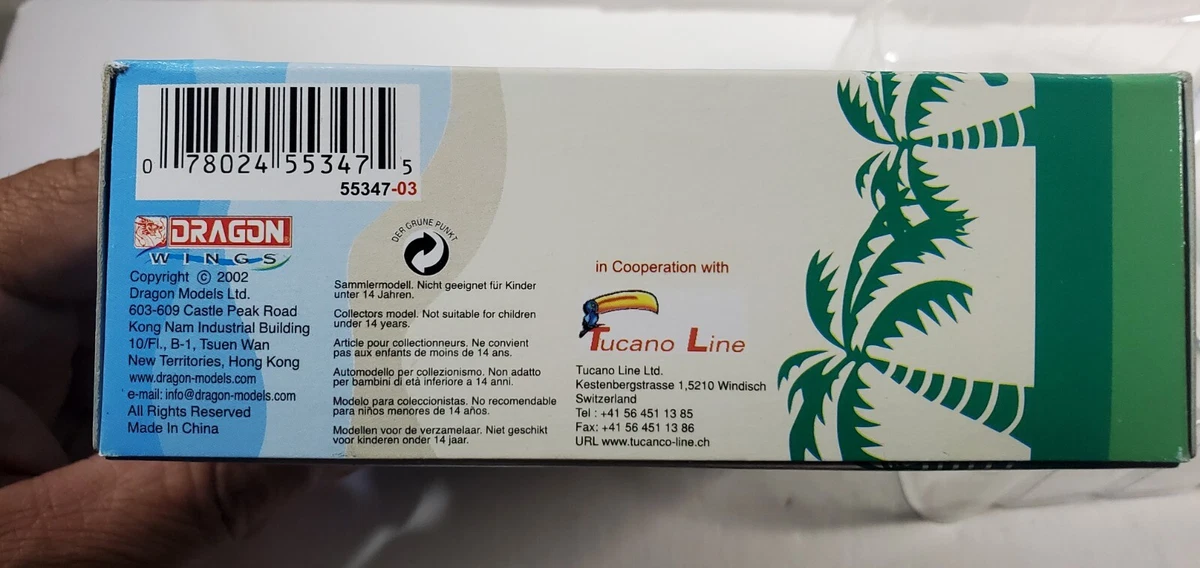 0 78024 55347 5
55347-03
DRAGON
WINGS
Copyright © 2002
Dragon Models Ltd.
603-609 Castle Peak Road
Kong Nam Industrial Building
10/Fl., B-1, Tsuen Wan
New Territories, Hong Kong
www.dragon-models.com
e-mail: info@dragon-models.com
All Rights Reserved
Made In China
DER GRÜNE PUNKT
Sammlermodell. Nicht geeignet für Kinder
unter 14 Jahren.
Collectors model. Not suitable for children
under 14 years.
Article pour collectionneurs. Ne convient
pas aux enfants de moins de 14 ans.
Automodello per collezionismo. Non adatto
per bambini di età inferiore a 14 anni.
Modelo para coleccionistas. No recomendable
para niños menores de 14 años.
Modellen voor de verzamelaar. Niet geschikt
voor kinderen onder 14 jaar.
in Cooperation with
Tucano Line
Tucano Line Ltd.
Kestenbergstrasse 1,5210 Windisch
Switzerland
Tel : +41 56 451 13 85
Fax: +41 56 451 13 86
URL www.tucanco-line.ch